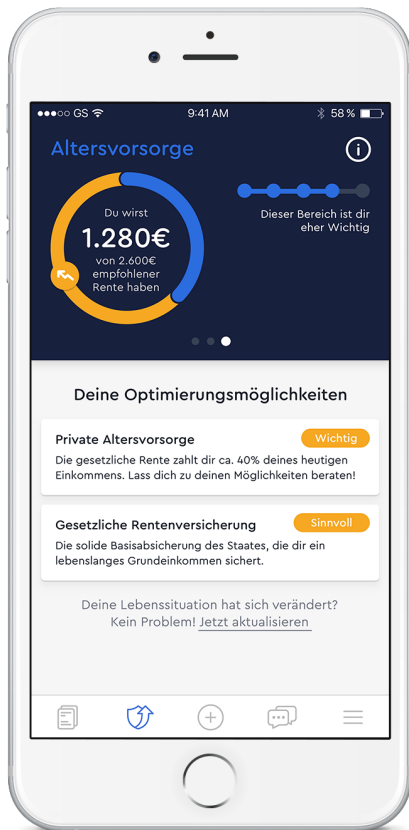 GS 9:41 AM 58 %
Altersvorsorge
Du wirst
1.280€
von 2.600€
empfohlener
Rente haben
Dieser Bereich ist dir
eher Wichtig
Deine Optimierungsmöglichkeiten
Private Altersvorsorge Wichtig
Die gesetzliche Rente zahlt dir ca. 40% deines heutigen
Einkommens. Lass dich zu deinen Möglichkeiten beraten!
Gesetzliche Rentenversicherung Sinnvoll
Die solide Basisabsicherung des Staates, die dir ein
lebenslanges Grundeinkommen sichert.
Deine Lebenssituation hat sich verändert?
Kein Problem! Jetzt aktualisieren